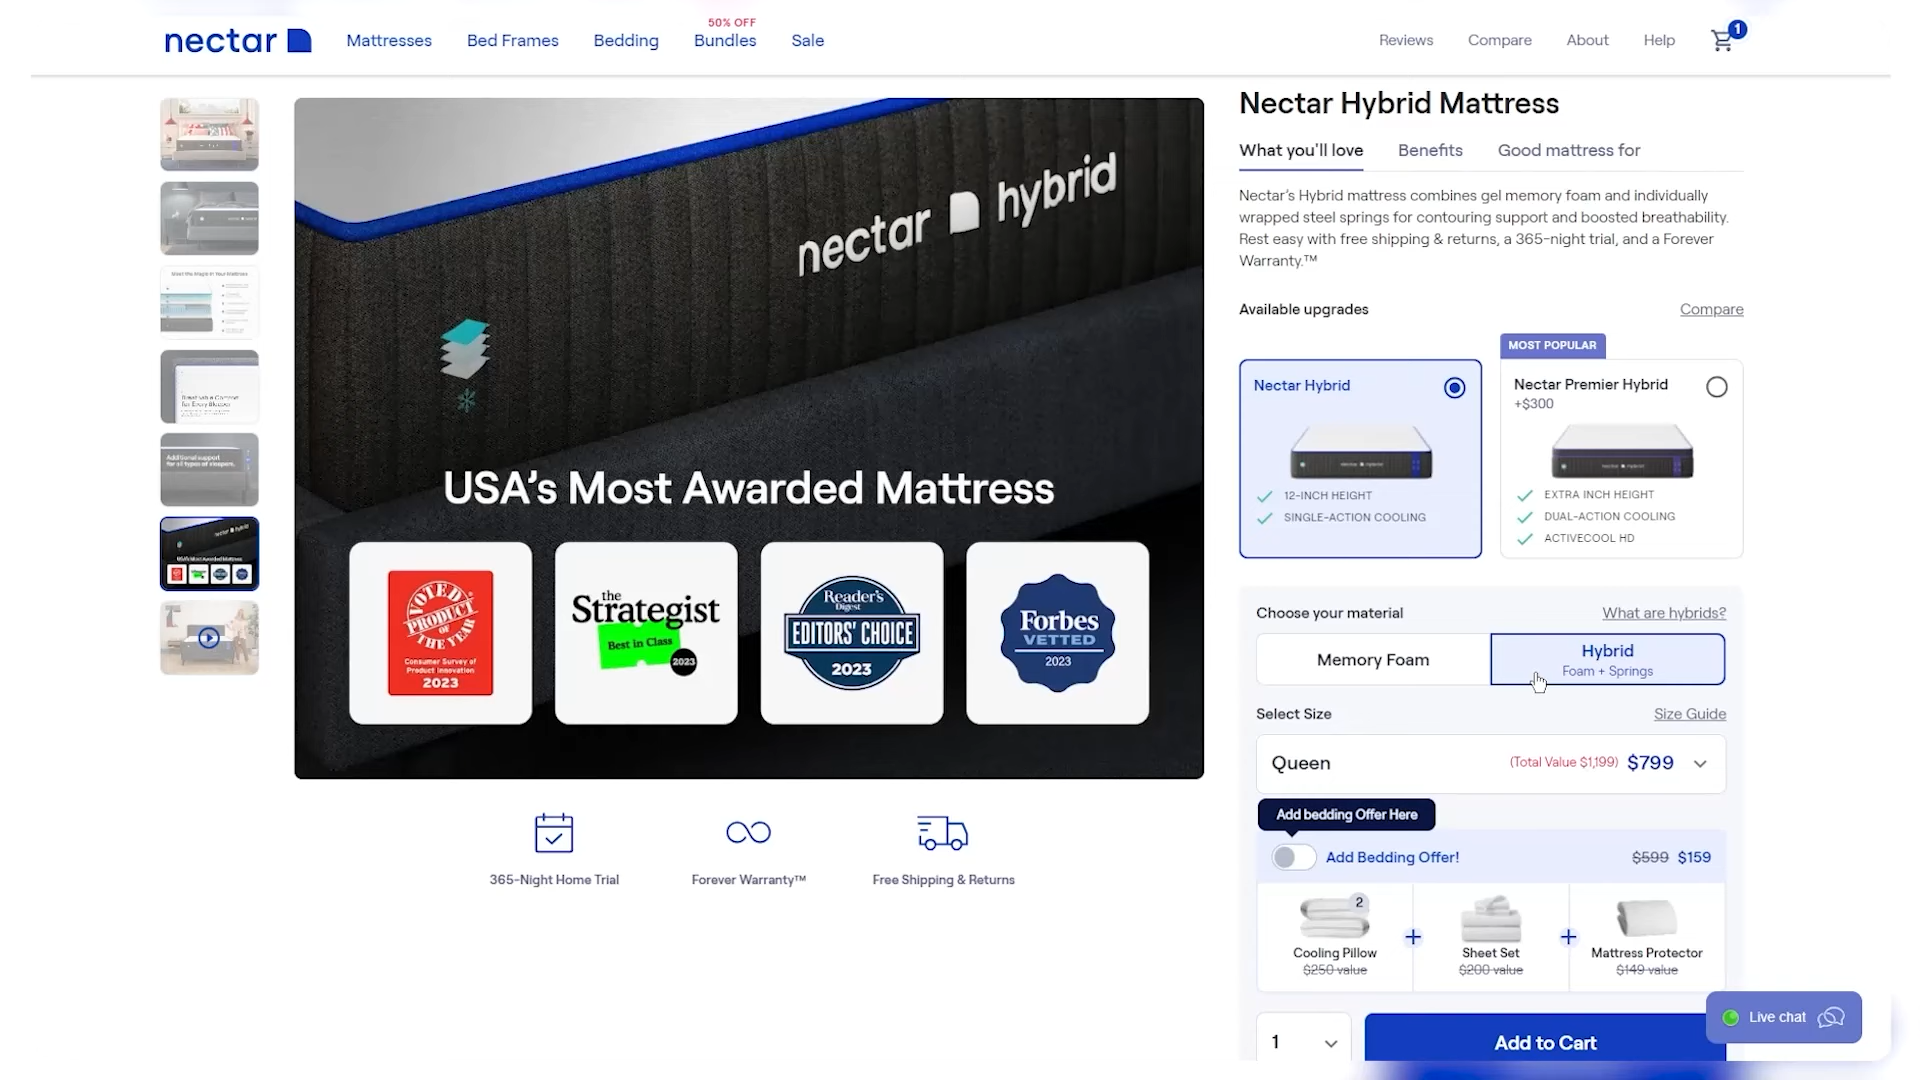 nectar
Mattresses
Bed Frames
Bedding
50% OFF
Bundles
Sale
Reviews
Compare
About
Help
1
nectar hybrid
USA's Most Awarded Mattress
VOTED
PRODUCT
OF
THE YEAR
Consumer Survey of
Product Innovation
2023
the
Strategist
Best in Class
2023
Reader's
Digest
EDITORS' CHOICE
2023
Forbes
VETTED
2023
365-Night Home Trial
Forever Warranty™
Free Shipping & Returns
Nectar Hybrid Mattress
What you'll love
Benefits
Good mattress for
Nectar's Hybrid mattress combines gel memory foam and individually
wrapped steel springs for contouring support and boosted breathability.
Rest easy with free shipping & returns, a 365-night trial, and a Forever
Warranty.™
Available upgrades
Compare
Nectar Hybrid
12-INCH HEIGHT
SINGLE-ACTION COOLING
MOST POPULAR
Nectar Premier Hybrid
+$300
EXTRA INCH HEIGHT
DUAL-ACTION COOLING
ACTIVECOOL HD
Choose your material
What are hybrids?
Memory Foam
Hybrid
Foam + Springs
Select Size
Size Guide
Queen
(Total Value $1,199) $799
Add bedding Offer Here
Add Bedding Offer!
$599 $159
2
Cooling Pillow
$250 value
+
Sheet Set
$200 value
+
Mattress Protector
$149 value
Live chat
1
Add to Cart